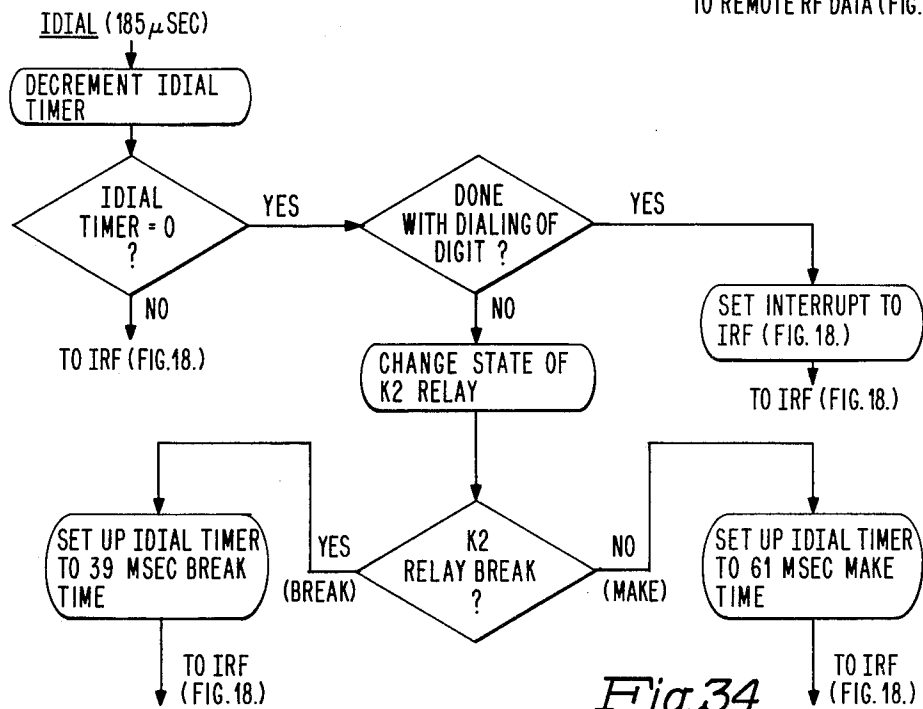 TO REMOTE RF DATA (FIG.
IDIAL (185 μSEC)
DECREMENT IDIAL
TIMER
IDIAL
TIMER = 0
?
YES
NO
TO IRF (FIG.18.)
DONE
WITH DIALING OF
DIGIT ?
YES
NO
SET INTERRUPT TO
IRF (FIG.18.)
TO IRF (FIG.18.)
CHANGE STATE OF
K2 RELAY
K2
RELAY BREAK
?
YES
(BREAK)
NO
(MAKE)
SET UP IDIAL TIMER
TO 39 MSEC BREAK
TIME
TO IRF
(FIG.18.)
SET UP IDIAL TIMER
TO 61 MSEC MAKE
TIME
TO IRF
(FIG.18.)
Fig.34